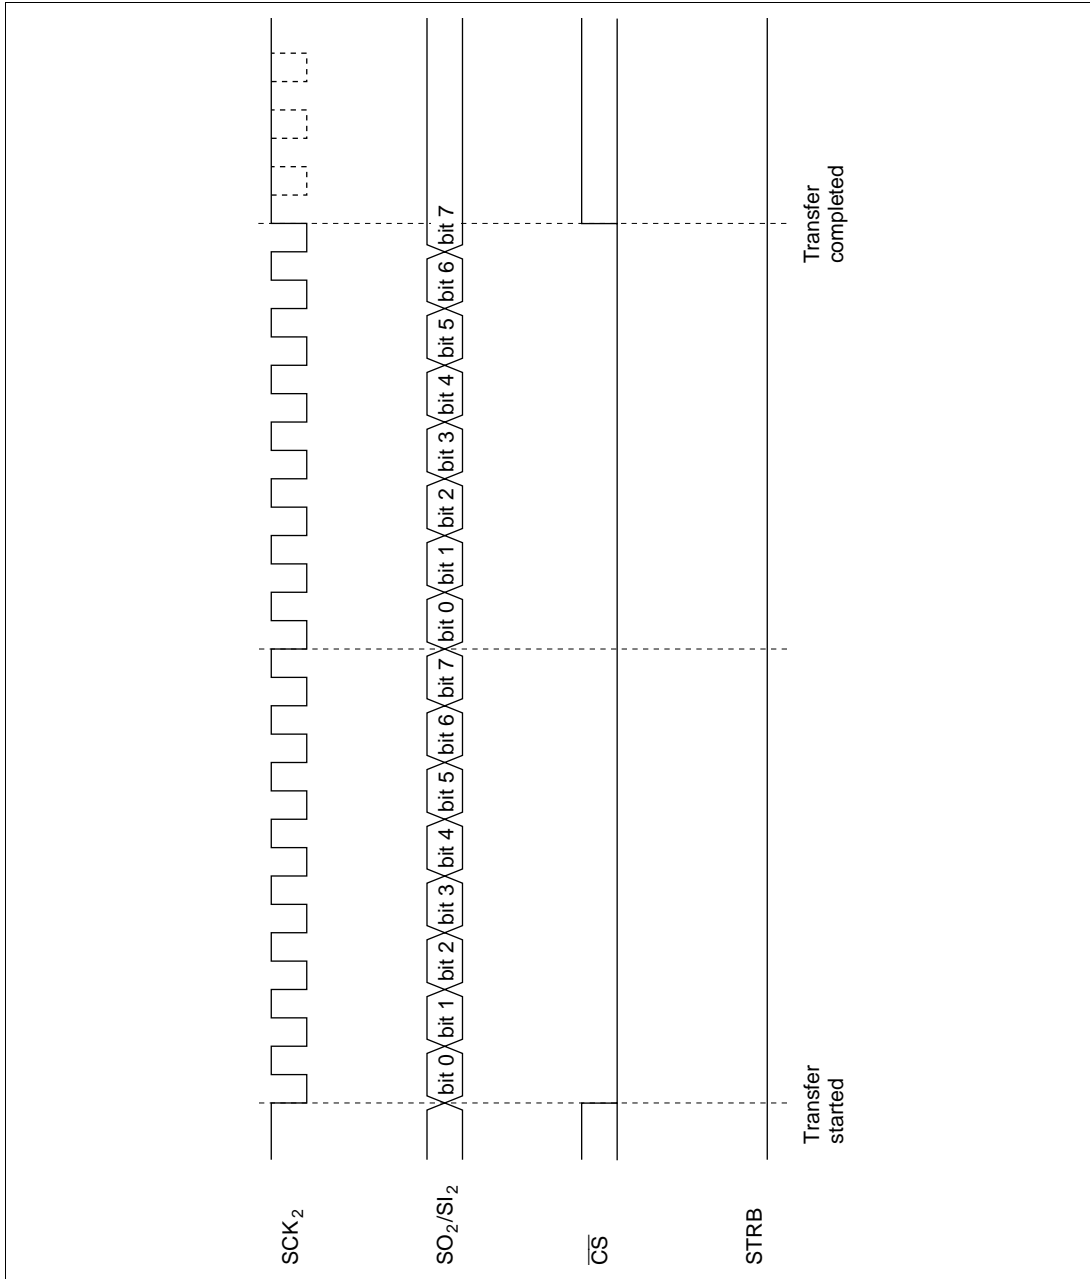 SCK₂
SO₂/SI₂
bit 0 bit 1 bit 2 bit 3 bit 4 bit 5 bit 6 bit 7 bit 0 bit 1 bit 2 bit 3 bit 4 bit 5 bit 6 bit 7
C̅S̅
STRB
Transfer
started
Transfer
completed